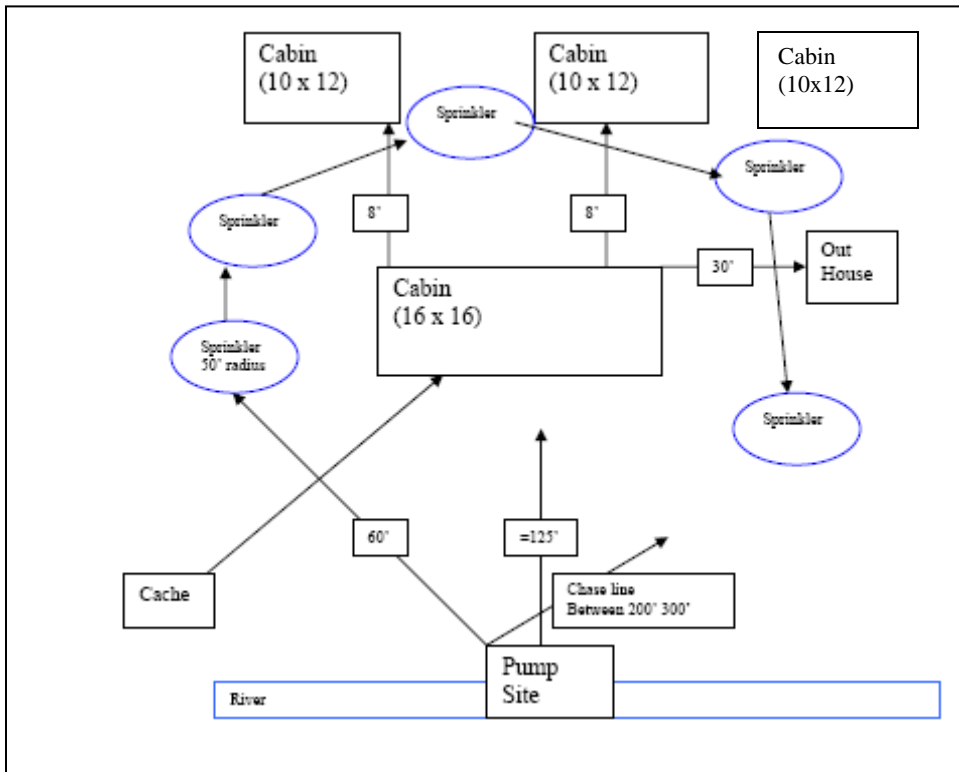 Cabin
(10 x 12)
Cabin
(10 x 12)
Cabin
(10x12)
Sprinkler
Sprinkler
Sprinkler
8"
8"
30"
Out
House
Cabin
(16 x 16)
Sprinkler
50" radius
Sprinkler
60"
=125"
Cache
Chase line
Between 200" 300"
Pump
Site
River